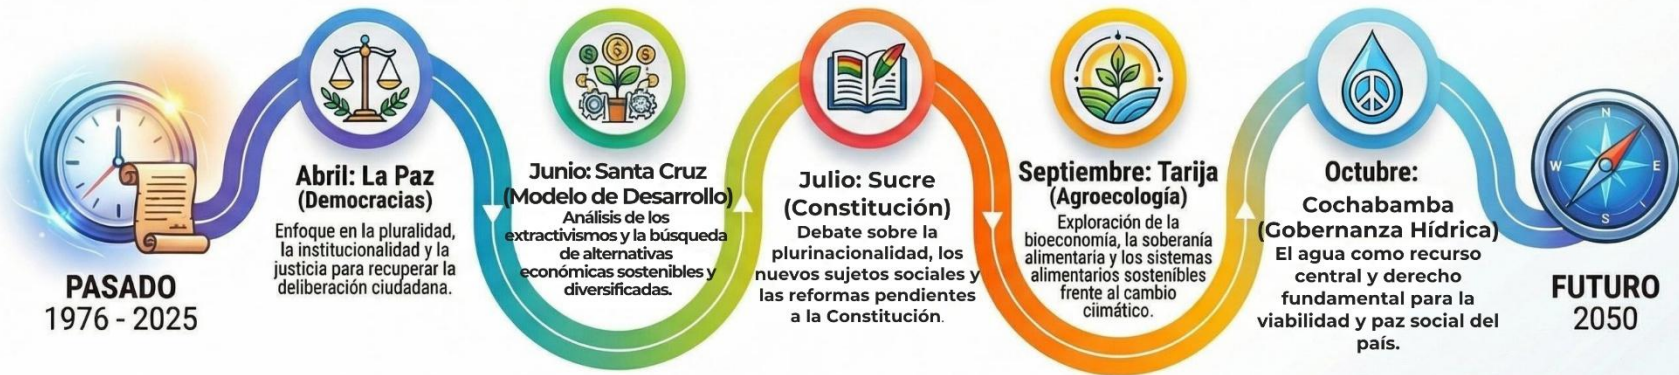 PASADO
1976 - 2025
Abril: La Paz
(Democracias)
Enfoque en la pluralidad,
la institucionalidad y la
justicia para recuperar la
deliberación ciudadana.
Junio: Santa Cruz
(Modelo de Desarrollo)
Análisis de los
extractivismos y la búsqueda
de alternativas
económicas sostenibles y
diversificadas.
Julio: Sucre
(Constitución)
Debate sobre la
plurinacionalidad, los
nuevos sujetos sociales y
las reformas pendientes
a la Constitución.
Septiembre: Tarija
(Agroecología)
Exploración de la
bioeconomía, la soberanía
alimentaria y los sistemas
alimentarios sostenibles
frente al cambio
ciimático.
Octubre:
Cochabamba
(Gobernanza Hídrica)
El agua como recurso
central y derecho
fundamental para la
viabilidad y paz social del
país.
N
W
E
S
FUTURO
2050